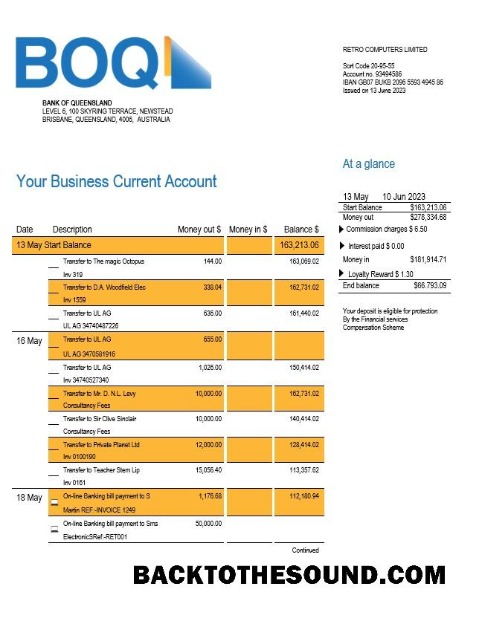 BOQ
RETRO COMPUTERS LIMITED
Sort Code 20-95-55
Account no. 93494586
IBAN GB07 BUKB 2096 5593 4945 86
Issued on 13 June 2023
BANK OF QUEENSLAND
LEVEL 6, 100 SKYRING TERRACE, NEWSTEAD
BRISBANE, QUEENSLAND, 4006, AUSTRALIA
At a glance
Your Business Current Account
13 May 10 Jun 2023
Start Balance $163,213.06
Money out $278,334.68
Commission charges $ 6.50
Interest paid $ 0.00
Money in $181,914.71
Loyalty Reward $ 1.30
End balance $66.793.09
Your deposit is eligible for protection
By the Financial services
Compensation Scheme
Date Description Money out $ Money in $ Balance $
13 May Start Balance 163,213.06
Transfer to The magic Octopus 144.00 163,069.02
Inv 319
Transfer to D.A. Woodfield Elec 338.04 162,731.02
Inv 1559
Transfer to UL AG 636.00 161,440.02
UL AG 34740487226
16 May Transfer to UL AG 655.00
UL AG 3470581916
Transfer to UL AG 1,026.00 150,414.02
Inv 34740527340
Transfer to Mr. D. N.L. Levy 10,000.00 162,731.02
Consultancy Fees
Transfer to Sir Clive Sinclair 10,000.00 140,414.02
Consultancy Fees
Transfer to Private Planet Ltd 12,000.00 128,414.02
Inv 0100190
Transfer to Teacher Stem Lip 15,056.40 113,357.62
Inv 0161
18 May On-line Banking bill payment to S 1,176.68 112,180.94
Martin REF:-INVOICE 1249
On-line Banking bill payment to Sms 50,000.00
ElectronicSRef-RET001
Continued
BACKTOTHESOUND.COM